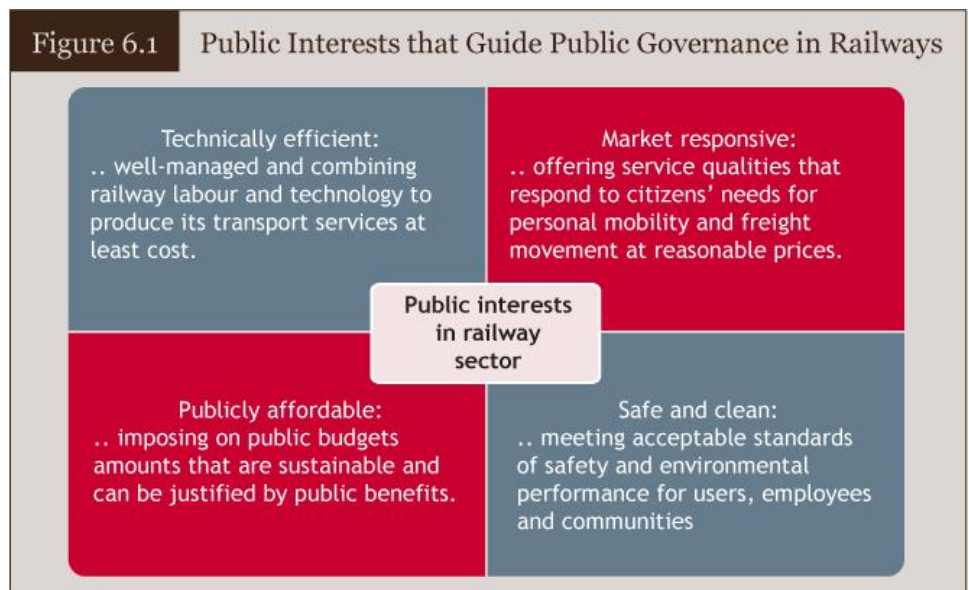 Figure 6.1
Public Interests that Guide Public Governance in Railways
Technically efficient:
.. well-managed and combining
railway labour and technology to
produce its transport services at
least cost.
Market responsive:
.. offering service qualities that
respond to citizens’ needs for
personal mobility and freight
movement at reasonable prices.
Public interests
in railway
sector
Publicly affordable:
.. imposing on public budgets
amounts that are sustainable and
can be justified by public benefits.
Safe and clean:
.. meeting acceptable standards
of safety and environmental
performance for users, employees
and communities